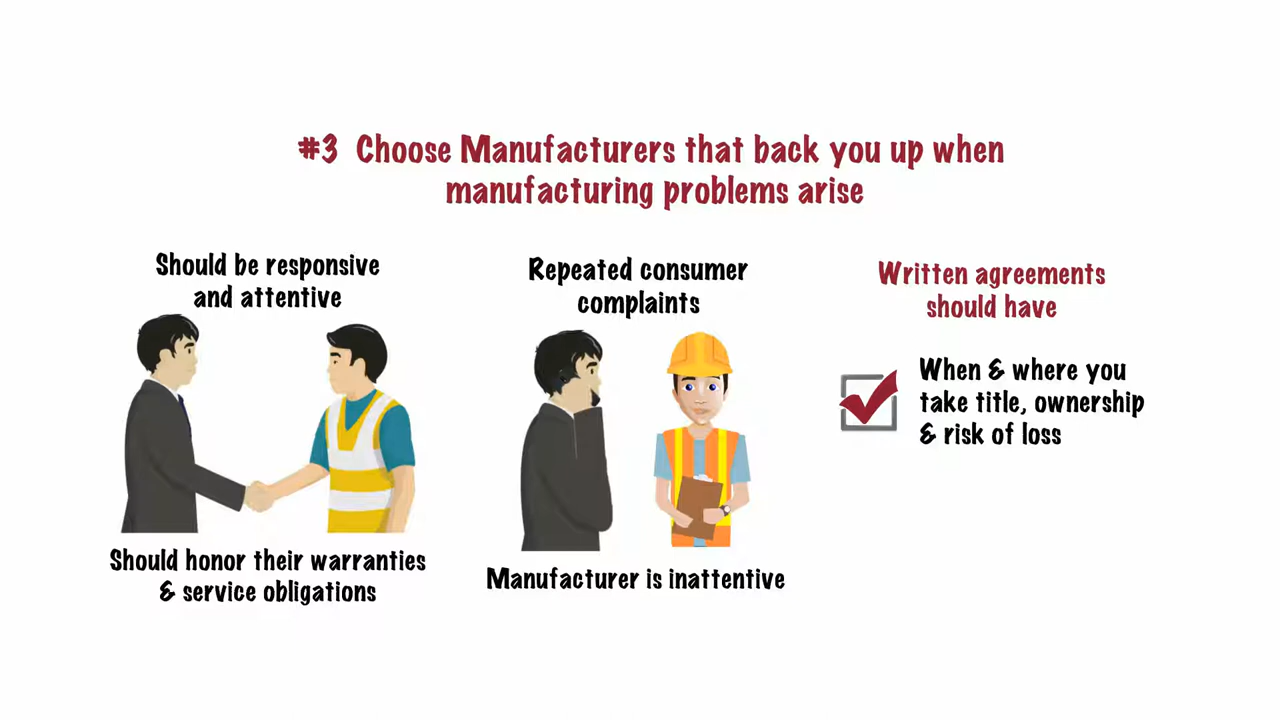 #3 Choose Manufacturers that back you up when
manufacturing problems arise
Should be responsive
and attentive
Should honor their warranties
& service obligations
Repeated consumer
complaints
Manufacturer is inattentive
Written agreements
should have
When & where you
take title, ownership
& risk of loss